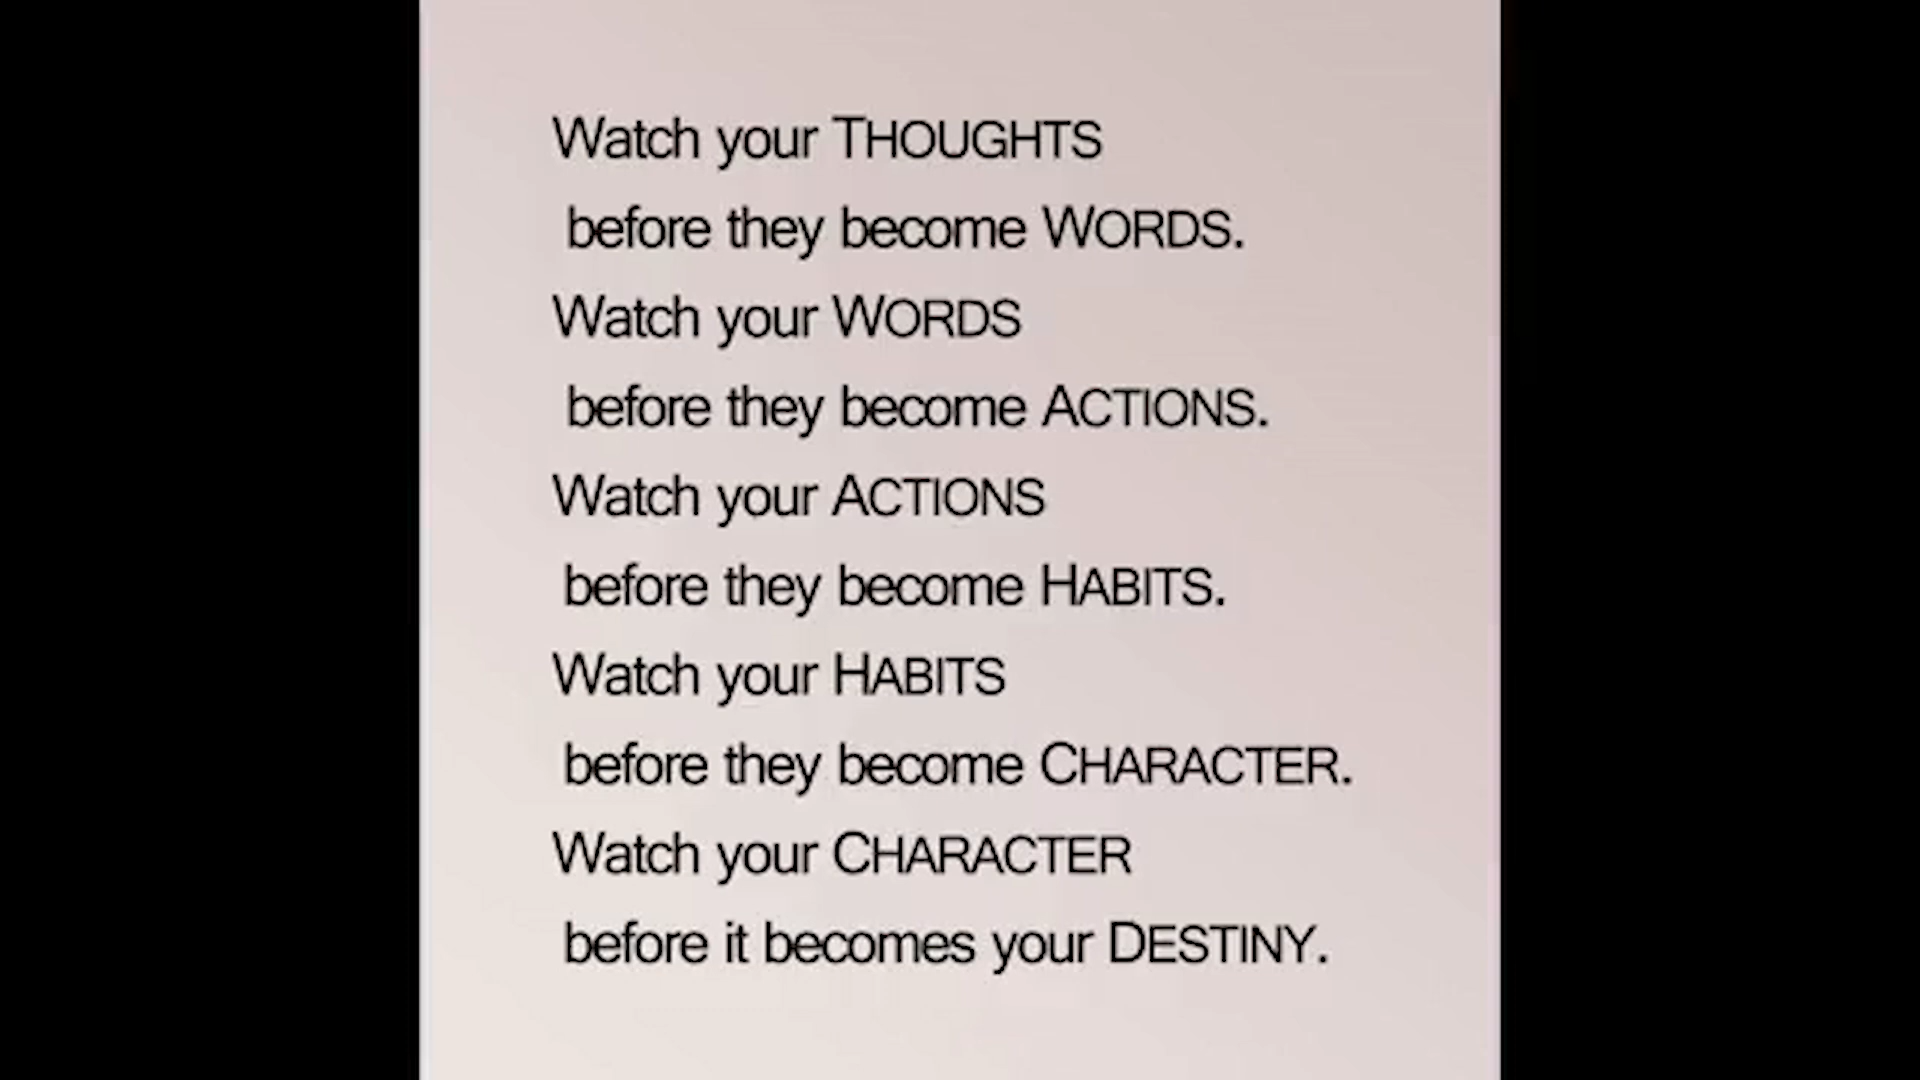 Watch your THOUGHTS
before they become WORDS.
Watch your WORDS
before they become ACTIONS.
Watch your ACTIONS
before they become HABITS.
Watch your HABITS
before they become CHARACTER.
Watch your CHARACTER
before it becomes your DESTINY.